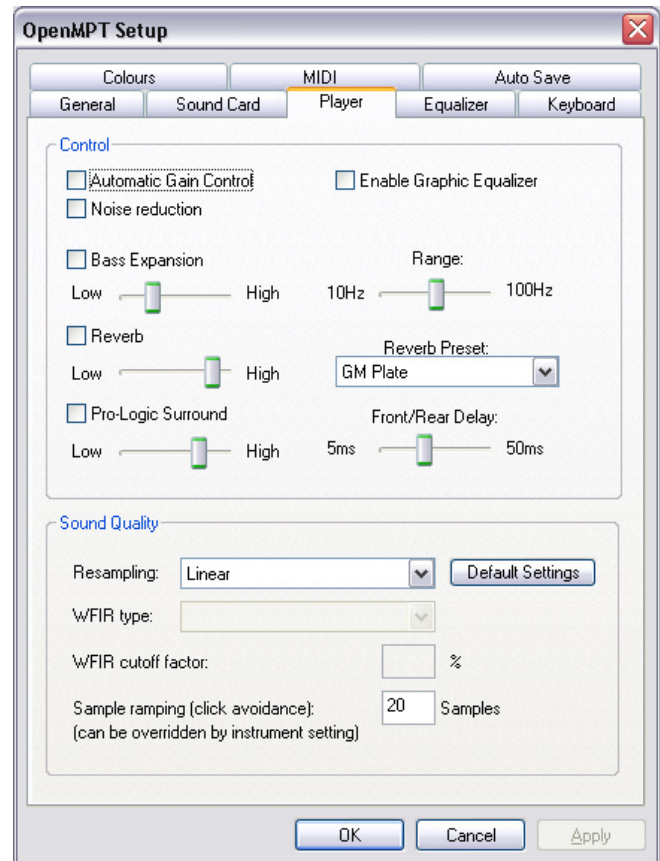 OpenMPT Setup
Colours MIDI Auto Save
General Sound Card Player Equalizer Keyboard
Control
Automatic Gain Control Enable Graphic Equalizer
Noise reduction
Bass Expansion Range:
Low High 10Hz 100Hz
Reverb Reverb Preset:
Low High GM Plate
Pro-Logic Surround Front/Rear Delay:
Low High 5ms 50ms
Sound Quality
Resampling: Linear Default Settings
WFIR type:
WFIR cutoff factor: %
Sample ramping (click avoidance): 20 Samples
(can be overridden by instrument setting)
OK Cancel Apply